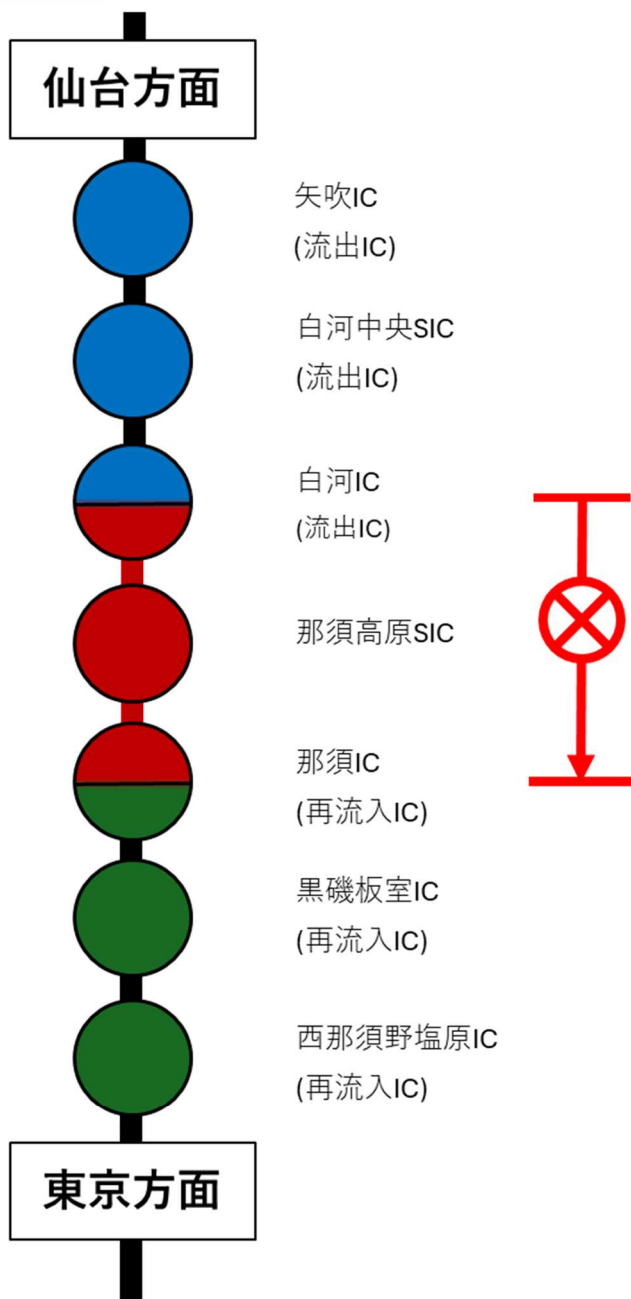 仙台方面
矢吹IC
(流出IC)
白河中央SIC
(流出IC)
白河IC
(流出IC)
那須高原SIC
那須IC
(再流入IC)
黒磯板室IC
(再流入IC)
西那須野塩原IC
(再流入IC)
東京方面